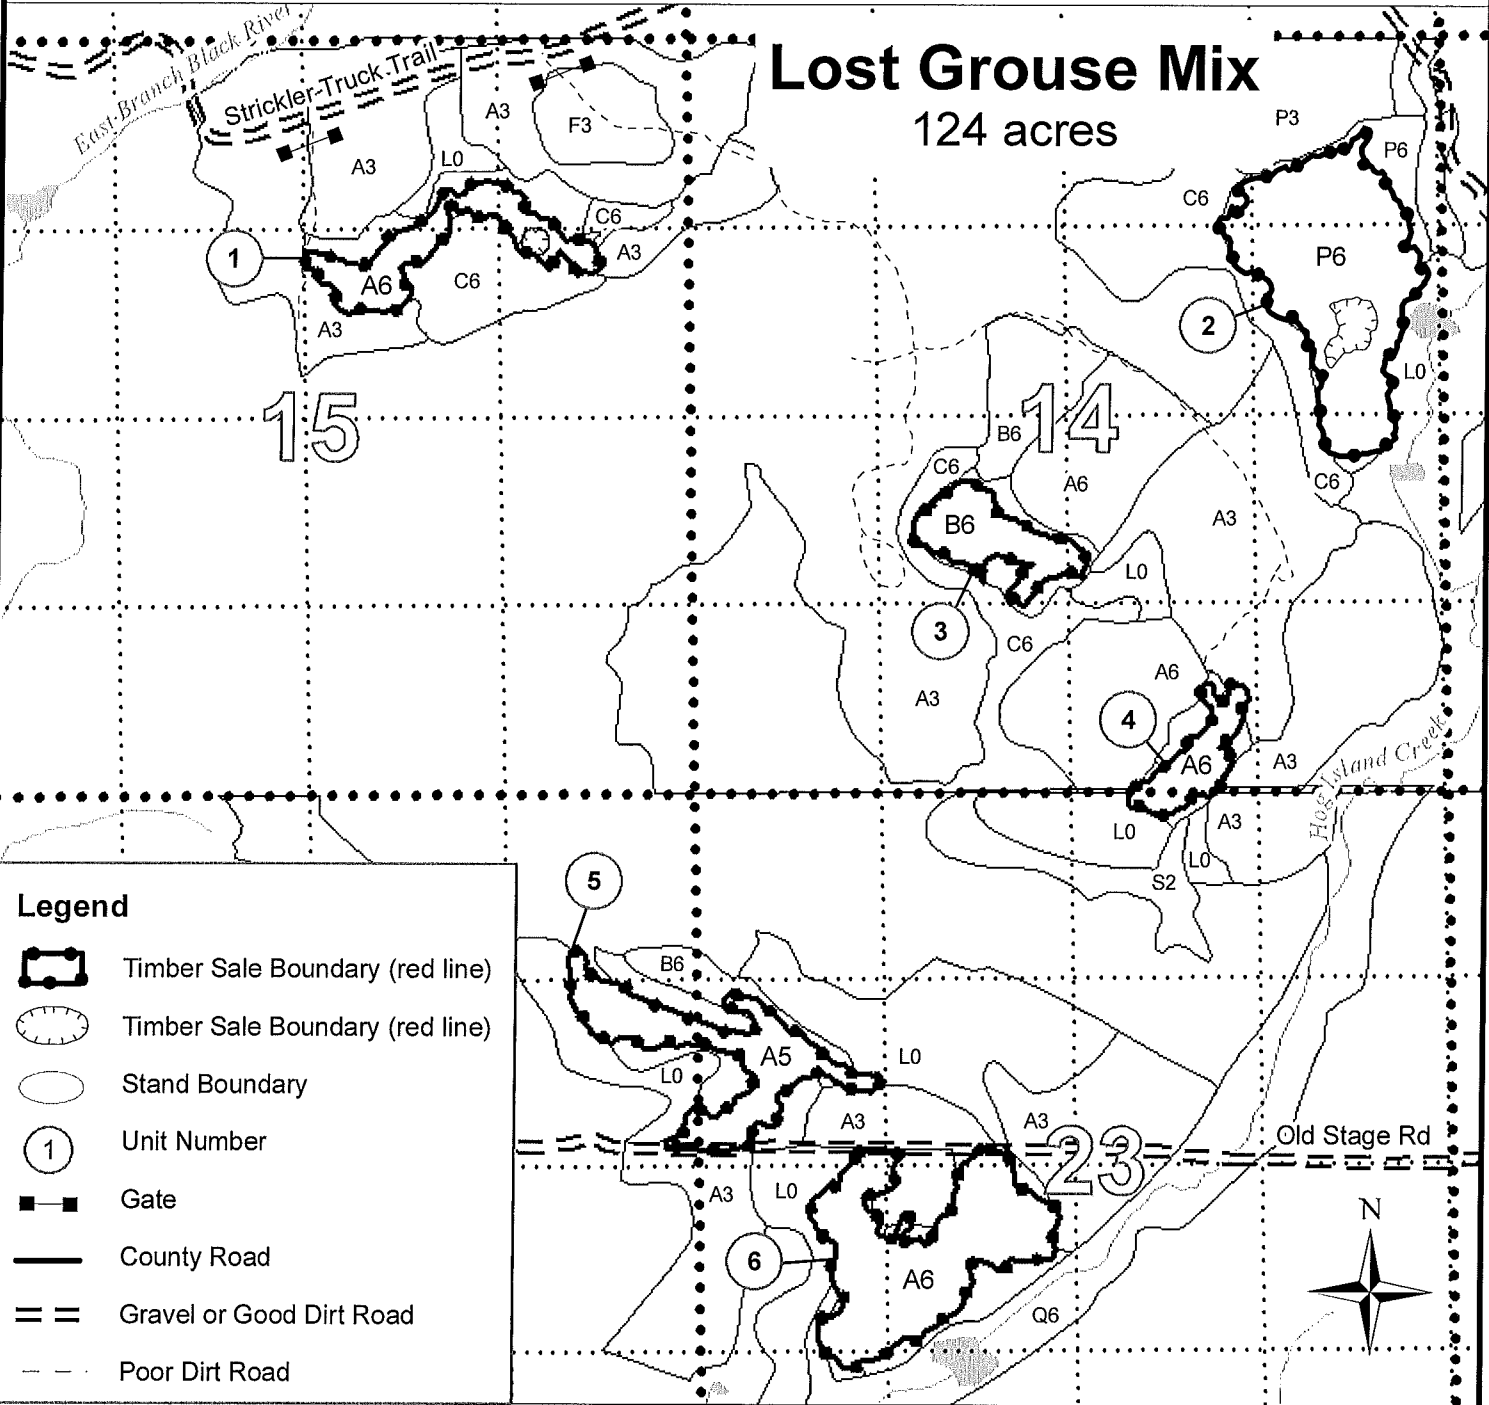 Lost Grouse Mix
124 acres
East Branch Black River
Strickler Truck Trail
A3
F3
P3
P6
A3
L0
C6
C6
A3
1
A6
C6
P6
A3
2
L0
15
14
B6
C6
A6
C6
B6
A3
L0
3
C6
A6
A3
4
A6
A3
Hog Island Creek
L0
A3
L0
S2
5
B6
A5
L0
L0
A3
A3
23
Old Stage Rd
A3
L0
6
A6
Q6
N
Legend
Timber Sale Boundary (red line)
Timber Sale Boundary (red line)
Stand Boundary
1
Unit Number
Gate
County Road
Gravel or Good Dirt Road
Poor Dirt Road